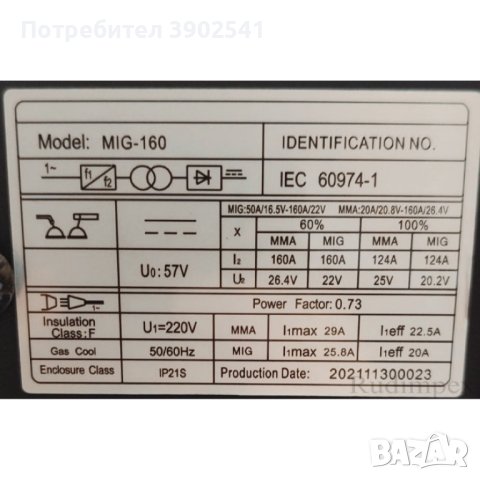 Потребител 3902541
Model: MIG-160
IDENTIFICATION NO.
1~ f1 f2
IEC 60974-1
MIG:50A/16.5V-160A/22V MMA:20A/20.8V-160A/26.4V
X 60% 100%
MMA MIG MMA MIG
U0: 57V
I2 160A 160A 124A 124A
U2 26.4V 22V 25V 20.2V
1~
Power Factor: 0.73
Insulation Class: F
U1=220V MMA I1max 29A I1eff 22.5A
Gas Cool 50/60Hz MIG I1max 25.8A I1eff 20A
Enclosure Class IP21S Production Date: 202111300023
Rudimpex
BAZAR